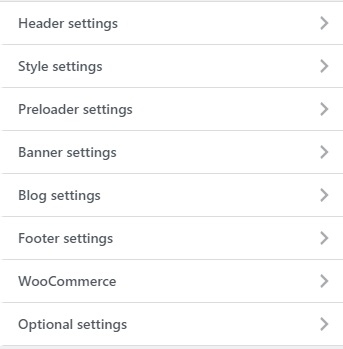 Header settings
Style settings
Preloader settings
Banner settings
Blog settings
Footer settings
WooCommerce
Optional settings